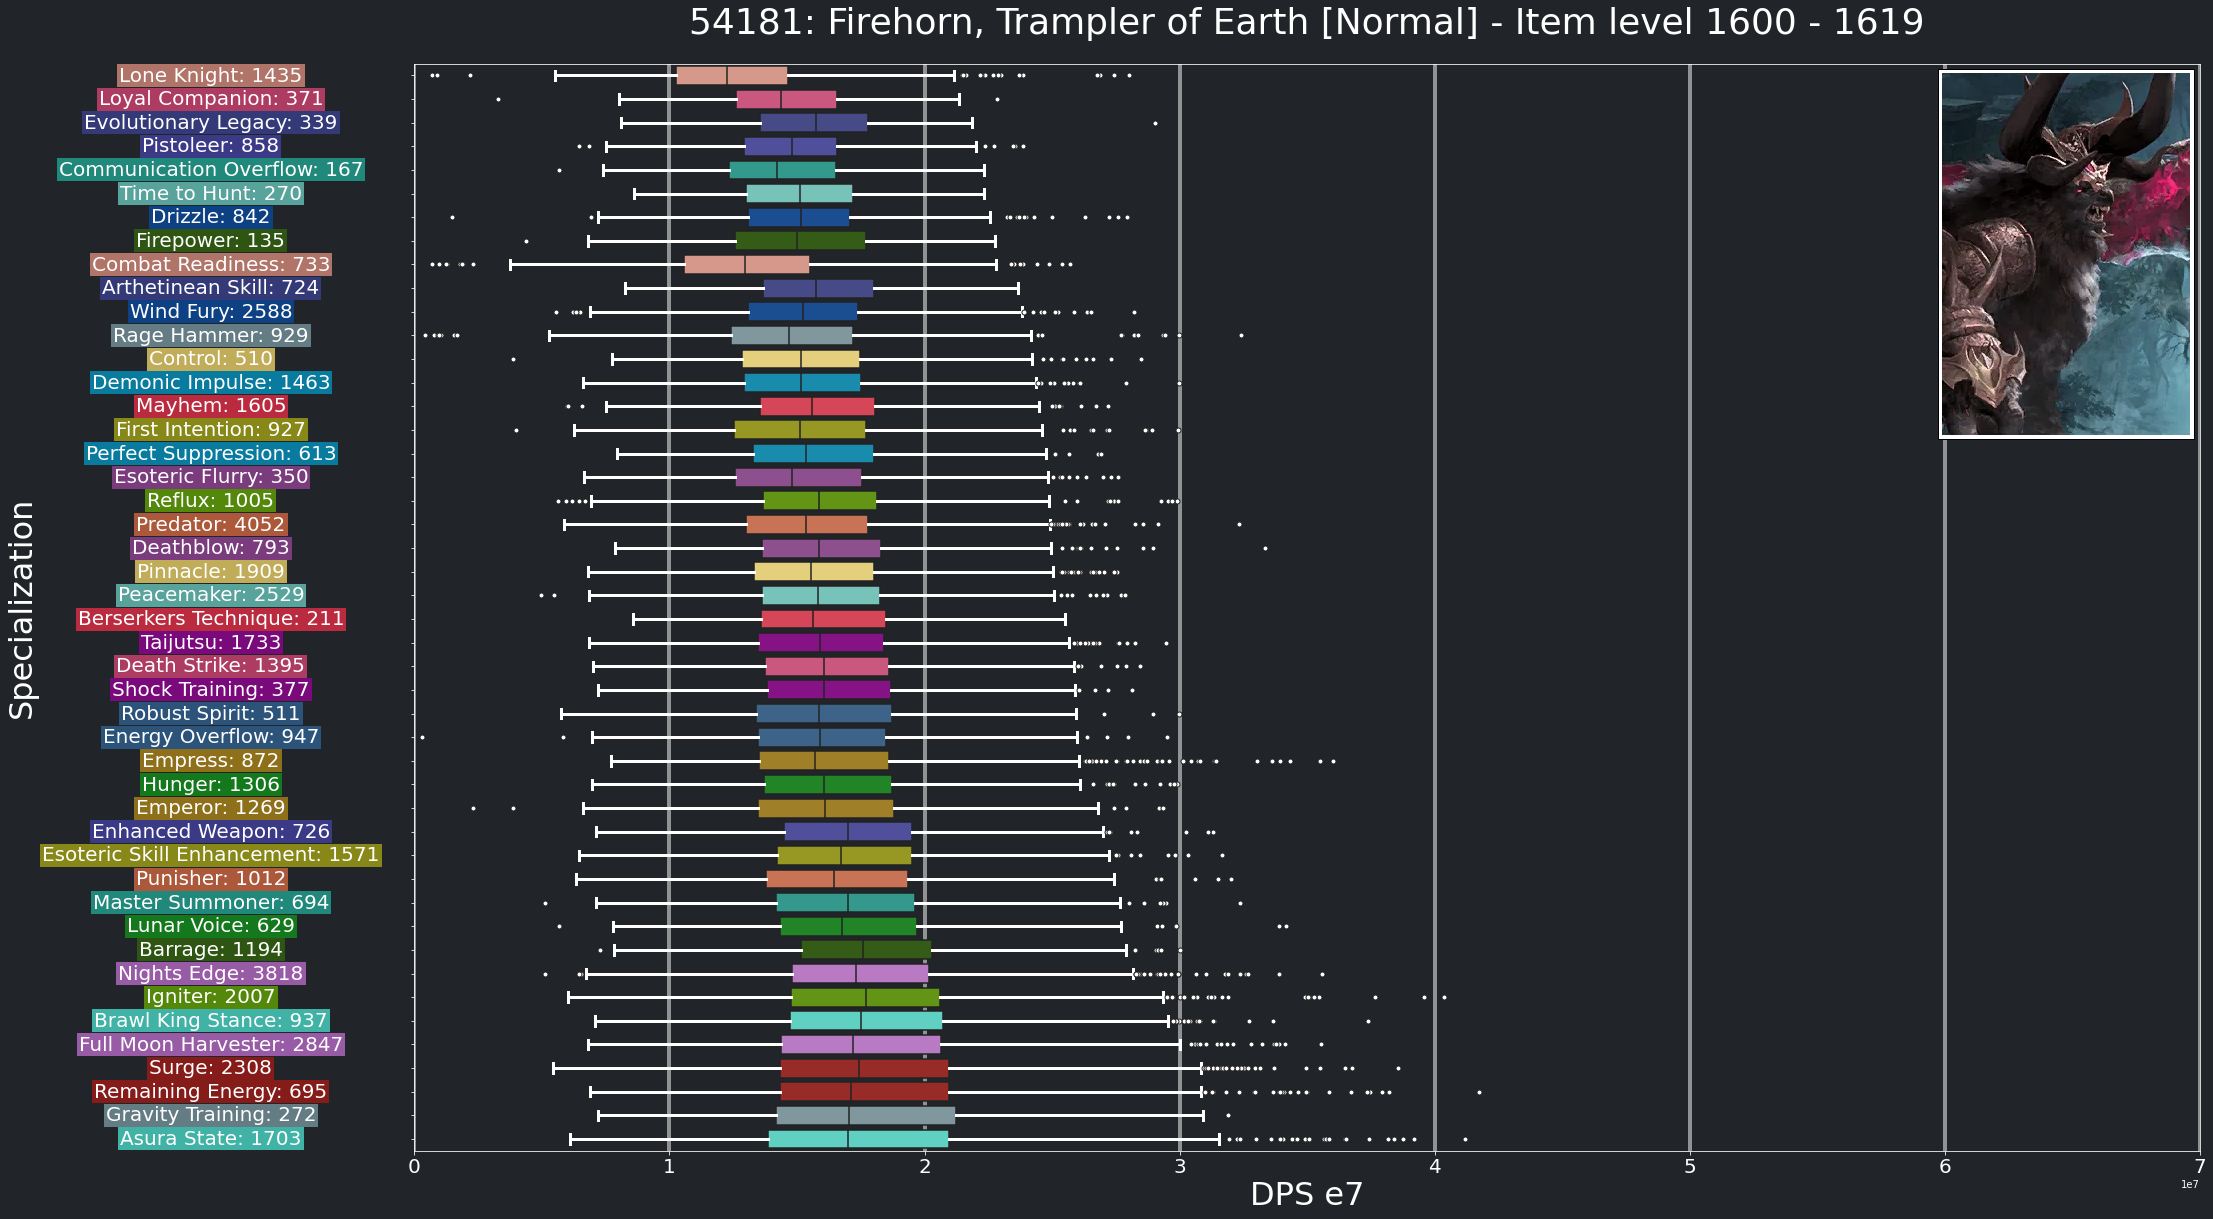 54181: Firehorn, Trampler of Earth [Normal] - Item level 1600 - 1619
Specialization
Lone Knight: 1435
Loyal Companion: 371
Evolutionary Legacy: 339
Pistoleer: 858
Communication Overflow: 167
Time to Hunt: 270
Drizzle: 842
Firepower: 135
Combat Readiness: 733
Arthetinean Skill: 724
Wind Fury: 2588
Rage Hammer: 929
Control: 510
Demonic Impulse: 1463
Mayhem: 1605
First Intention: 927
Perfect Suppression: 613
Esoteric Flurry: 350
Reflux: 1005
Predator: 4052
Deathblow: 793
Pinnacle: 1909
Peacemaker: 2529
Berserkers Technique: 211
Taijutsu: 1733
Death Strike: 1395
Shock Training: 377
Robust Spirit: 511
Energy Overflow: 947
Empress: 872
Hunger: 1306
Emperor: 1269
Enhanced Weapon: 726
Esoteric Skill Enhancement: 1571
Punisher: 1012
Master Summoner: 694
Lunar Voice: 629
Barrage: 1194
Nights Edge: 3818
Igniter: 2007
Brawl King Stance: 937
Full Moon Harvester: 2847
Surge: 2308
Remaining Energy: 695
Gravity Training: 272
Asura State: 1703
0 1 2 3 4 5 6 7
1e7
DPS e7